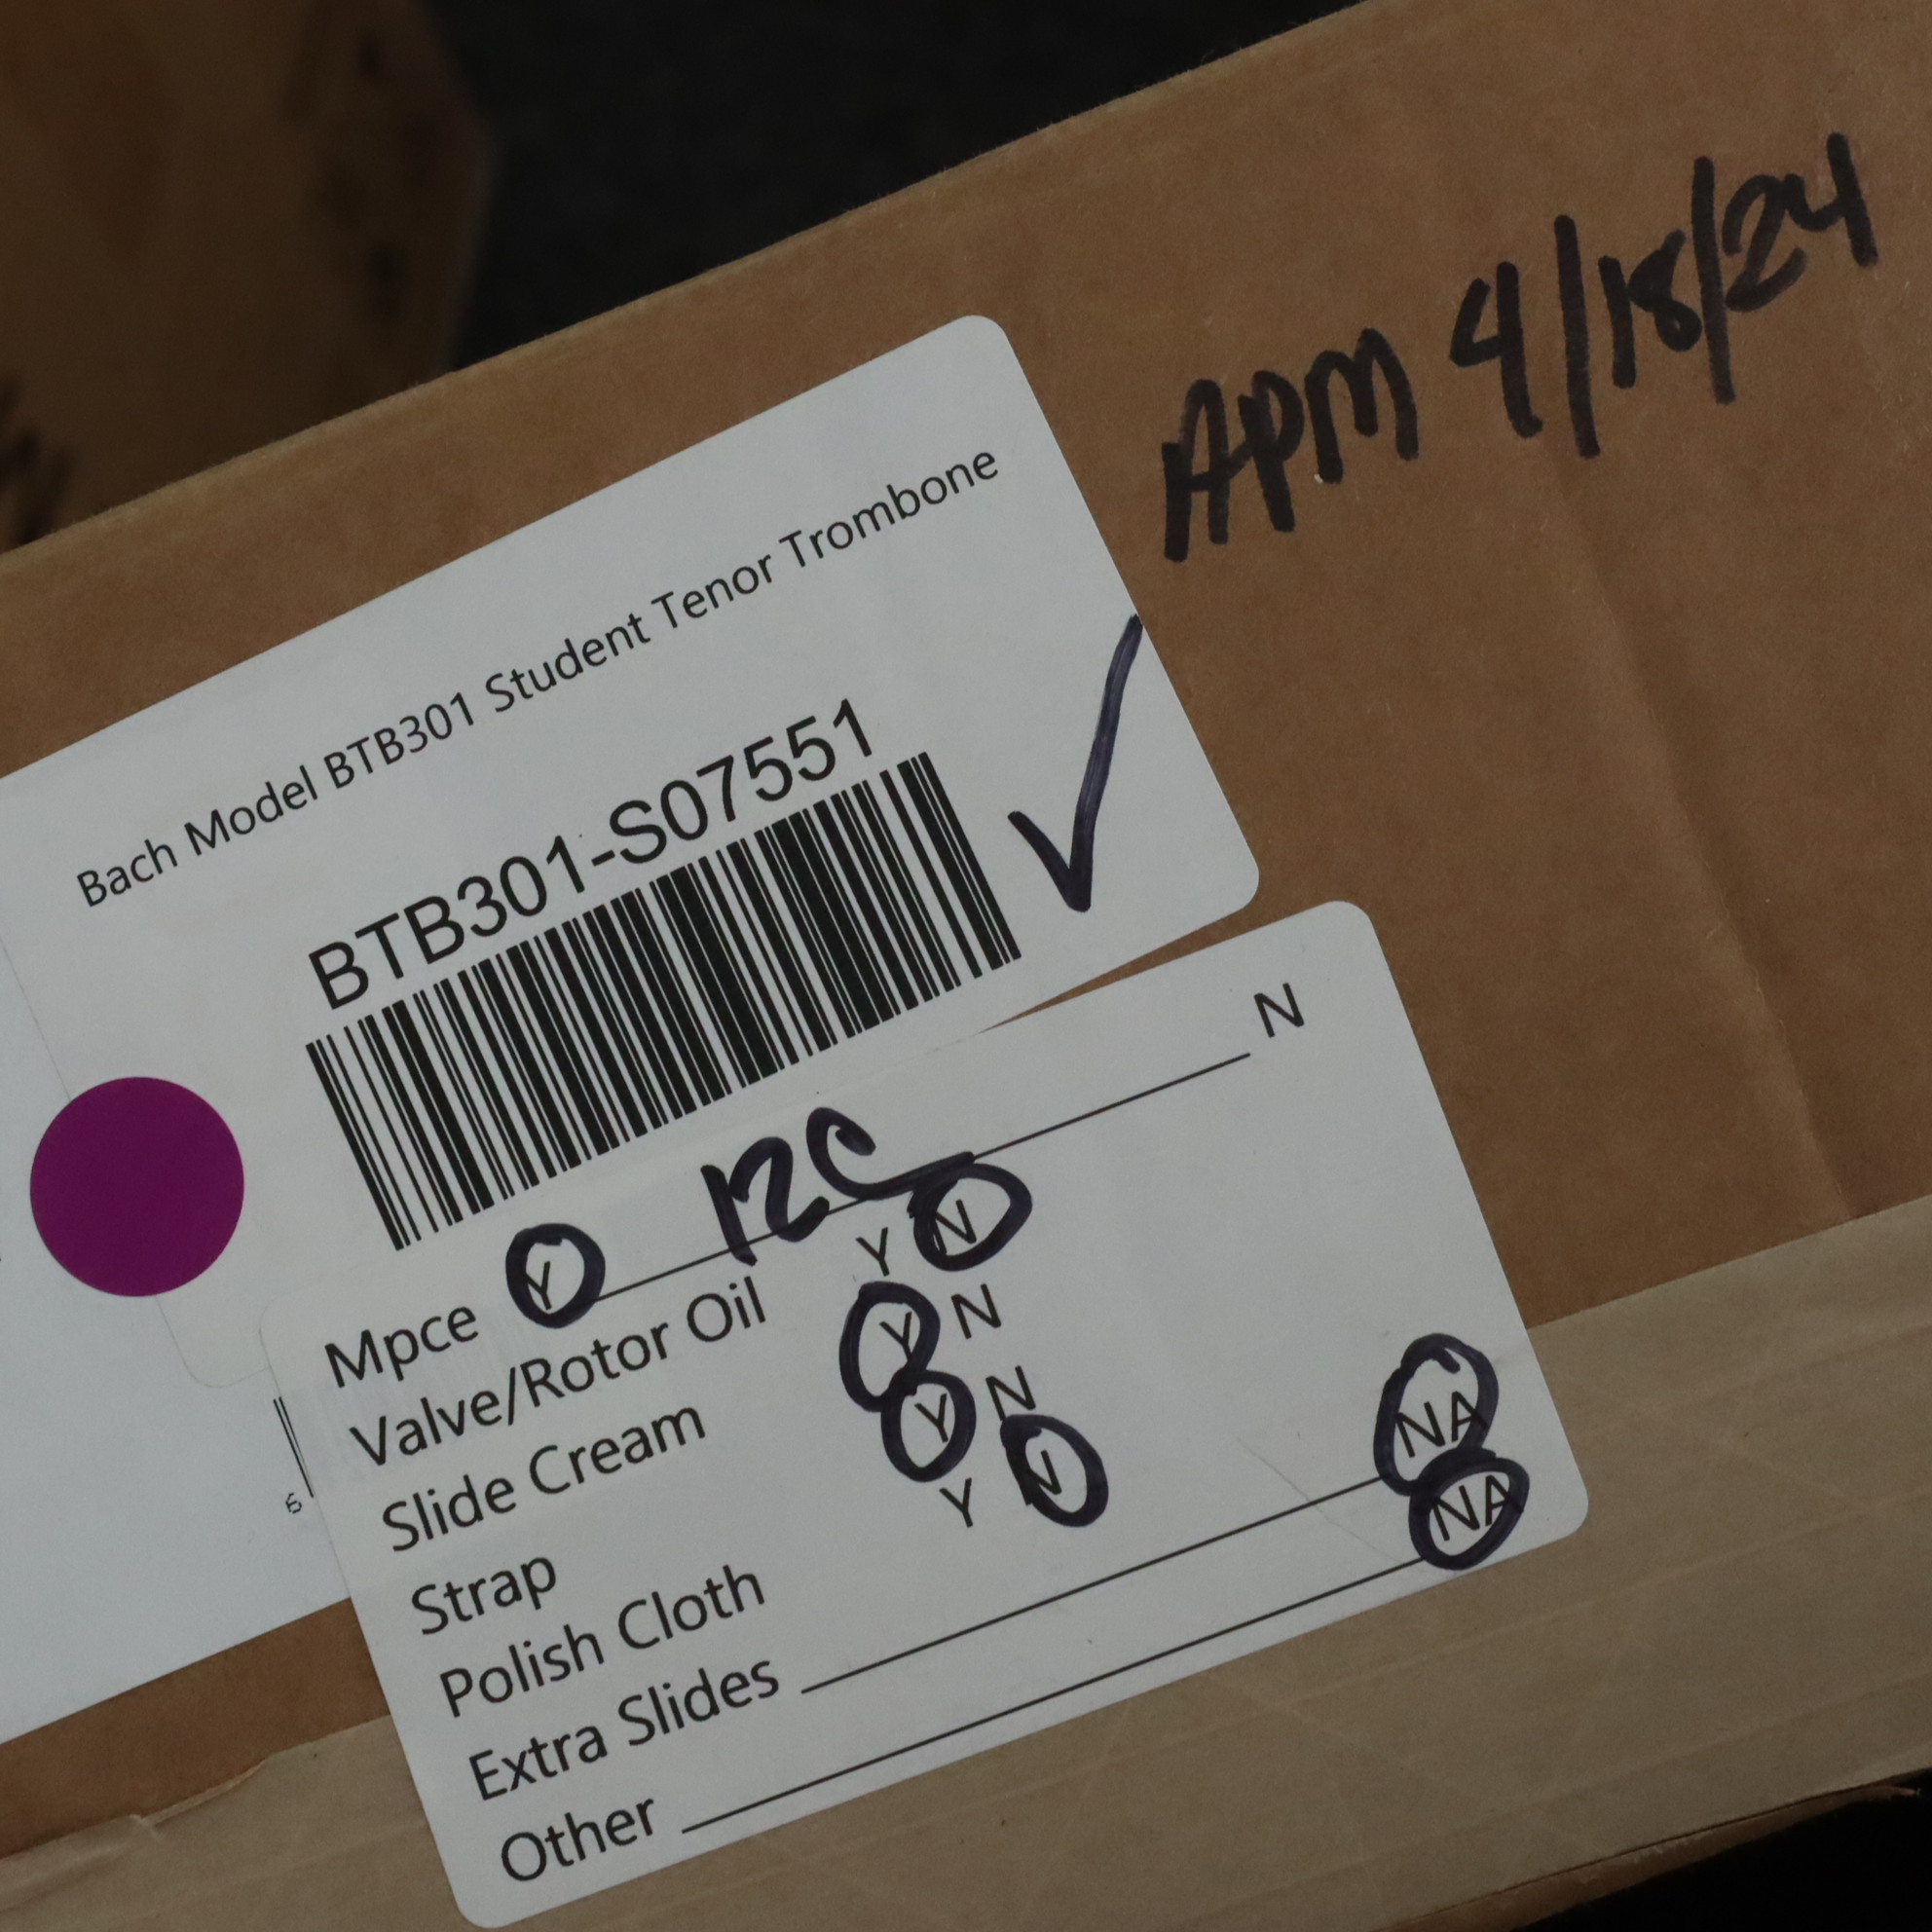 APM 4/18/24
Bach Model BTB301 Student Tenor Trombone
BTB301-S07551
Mpce Y 12C N
Valve/Rotor Oil Y N
Slide Cream Y N
Strap Y N
Polish Cloth Y N
Extra Slides NA
Other NA
6